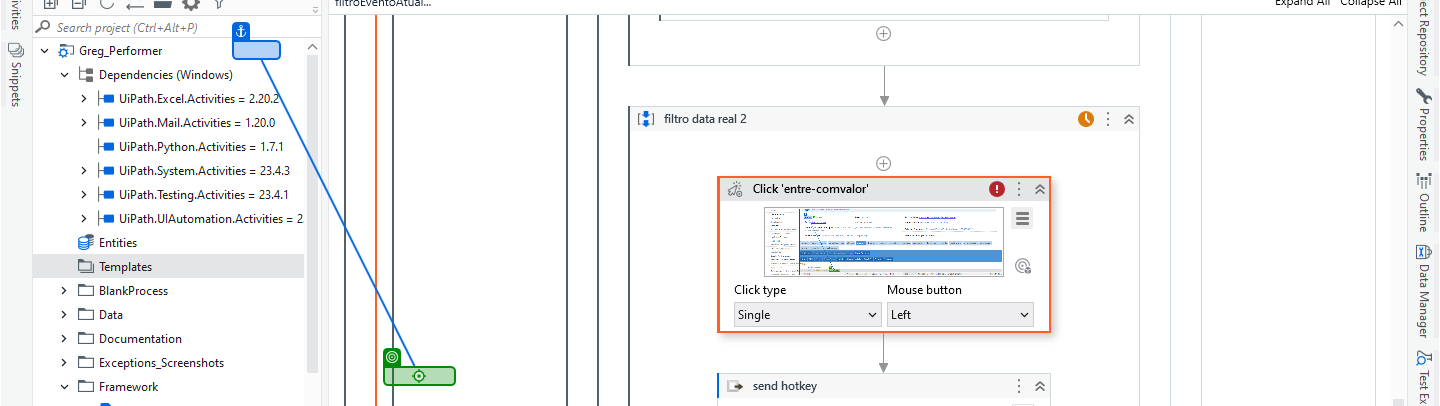 filtroEventoAtual...
Expand All Collapse All
Search project (Ctrl+Alt+P)
Snippets
Greg_Performer
Dependencies (Windows)
UiPath.Excel.Activities = 2.20.2
UiPath.Mail.Activities = 1.20.0
UiPath.Python.Activities = 1.7.1
UiPath.System.Activities = 23.4.3
UiPath.Testing.Activities = 23.4.1
UiPath.UIAutomation.Activities = 2
Entities
Templates
BlankProcess
Data
Documentation
Exceptions_Screenshots
Framework
filtro data real 2
Click 'entre-comvalor'
Click type
Mouse button
Single
Left
send hotkey
ect Repository
Properties
Outline
Data Manager
Test Ex